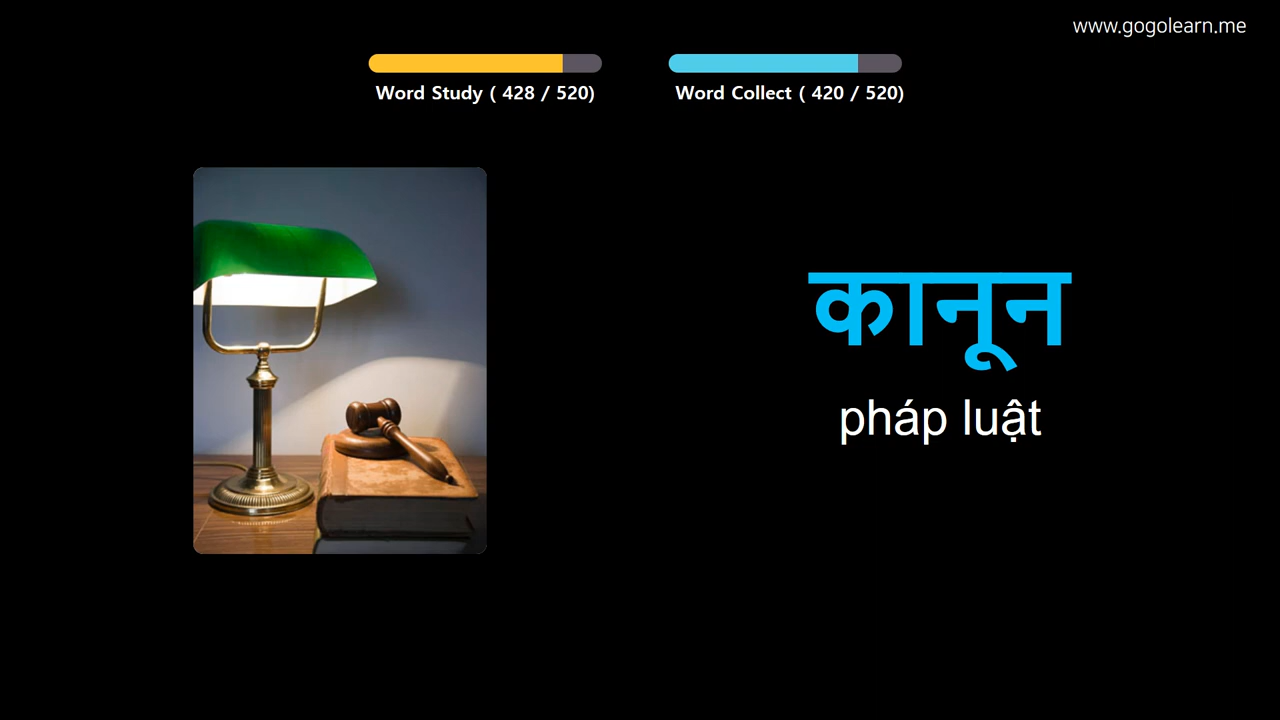 www.gogolearn.me
Word Study ( 428 / 520)
Word Collect ( 420 / 520)
कानून
pháp luật